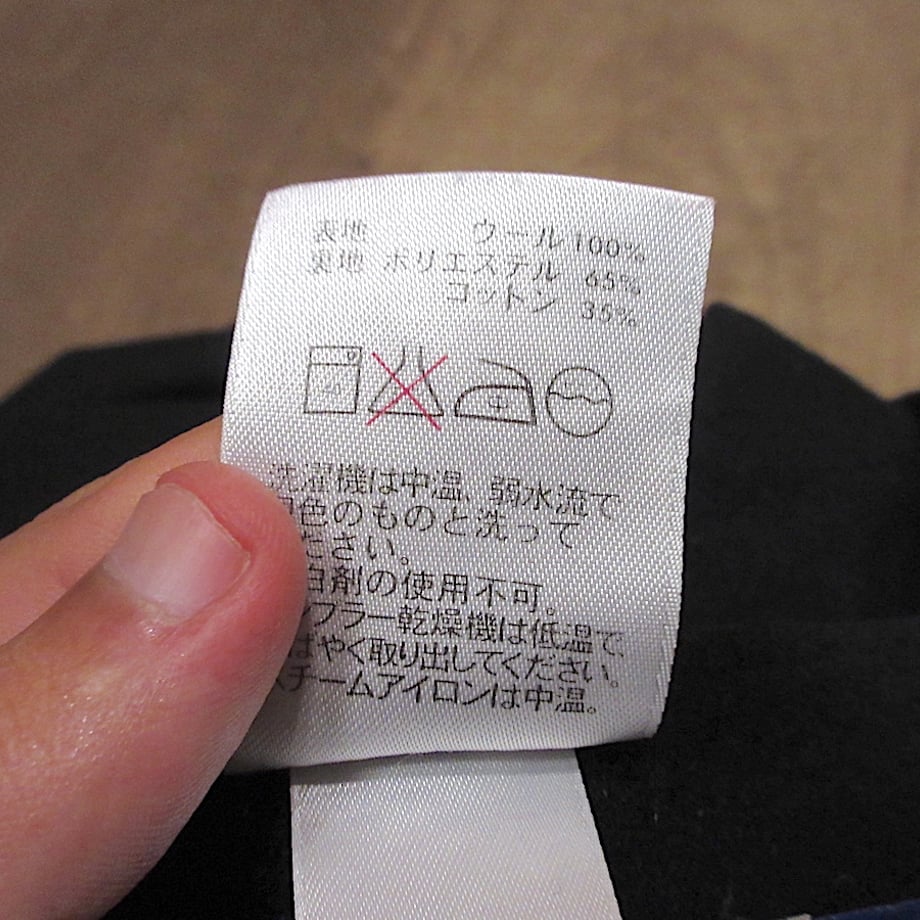 表地 ウール 100%
裏地 ポリエステル 65%
コットン 35%
40
洗濯機は中温、弱水流で
色のものと洗って
ださい。
白剤の使用不可。
ンブラー乾燥機は低温で、
ばやく取り出してください。
スチームアイロンは中温。